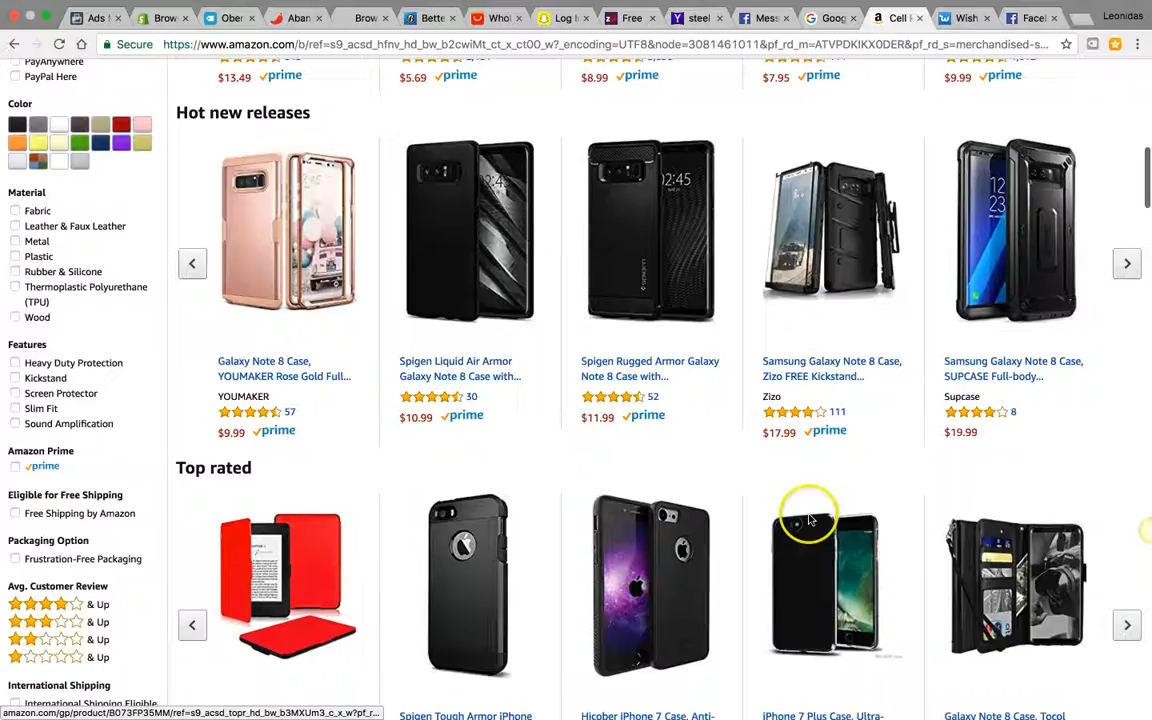 Ads M
Brow
Ober
Aban
Brow
Bette
Who
Log I
Free
steel
Mess
Goog
Cell F
Wish
Facel
Leonidas
Secure https://www.amazon.com/b/ref=s9_acsd_hfnv_hd_bw_b2cwiMt_ct_x_ct00_w?_encoding=UTF8&node=3081461011&pf_rd_m=ATVPDKIKX0DER&pf_rd_s=merchandised-s...
PayAnywhere
PayPal Here
$13.49 prime
$5.69 prime
$8.99 prime
$7.95 prime
$9.99 prime
Color
Material
Fabric
Leather & Faux Leather
Metal
Plastic
Rubber & Silicone
Thermoplastic Polyurethane
(TPU)
Wood
Features
Heavy Duty Protection
Kickstand
Screen Protector
Slim Fit
Sound Amplification
Amazon Prime
prime
Eligible for Free Shipping
Free Shipping by Amazon
Packaging Option
Frustration-Free Packaging
Avg. Customer Review
& Up
& Up
& Up
& Up
International Shipping
International Shipping Eligible
Hot new releases
Galaxy Note 8 Case,
YOUMAKER Rose Gold Full...
YOUMAKER
57
$9.99 prime
Spigen Liquid Air Armor
Galaxy Note 8 Case with...
30
$10.99 prime
Spigen Rugged Armor Galaxy
Note 8 Case with...
52
$11.99 prime
Samsung Galaxy Note 8 Case,
Zizo FREE Kickstand...
Zizo
111
$17.99 prime
Samsung Galaxy Note 8 Case,
SUPCASE Full-body...
Supcase
8
$19.99
Top rated
Spigen Tough Armor iPhone
Hicober iPhone 7 Case, Anti-
iPhone 7 Plus Case, Ultra-
Galaxy Note 8 Case, Tocol
amazon.com/gp/product/B073FP35MM/ref=s9_acsd_topr_hd_bw_b3MXUm3_c_x_w?pf_r...